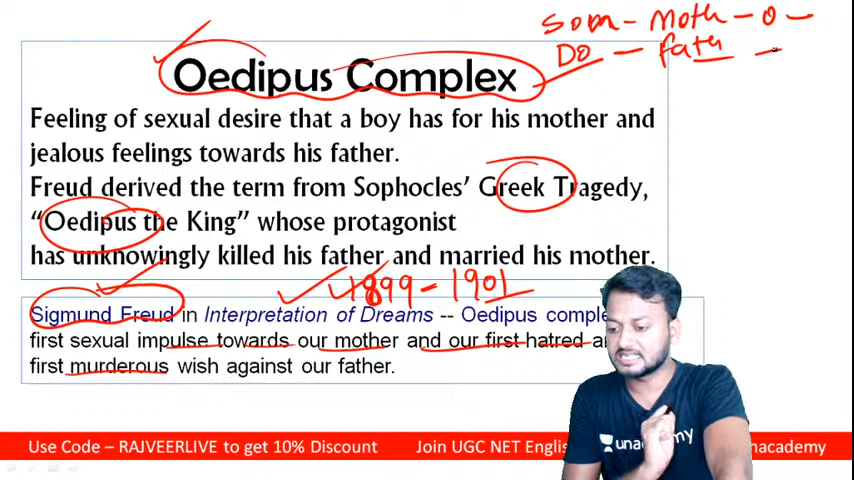 Som - Moth - O -
Do - fath -
Oedipus Complex
Feeling of sexual desire that a boy has for his mother and
jealous feelings towards his father.
Freud derived the term from Sophocles' Greek Tragedy,
"Oedipus the King" whose protagonist
has unknowingly killed his father and married his mother.
1899 - 1901
Sigmund Freud in Interpretation of Dreams -- Oedipus
first sexual impulse towards our mother and our first hatred
first murderous wish against our father.
unacademy
Use Code – RAJVEERLIVE to get 10% Discount Join UGC NET